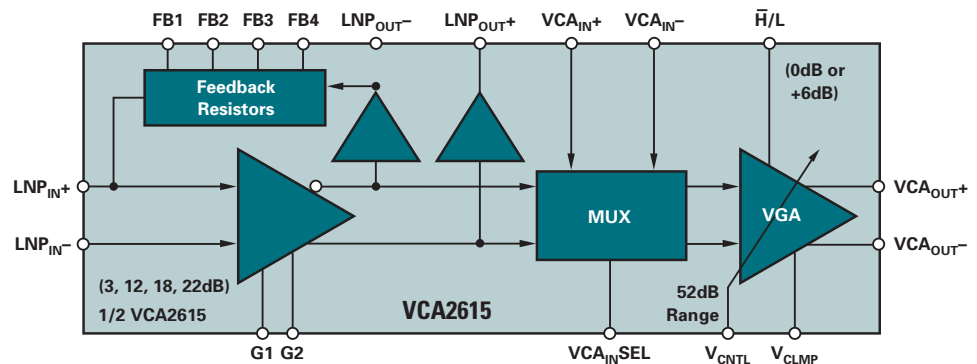 FB1 FB2 FB3 FB4 LNPOUT− LNPOUT+ VCAIN+ VCAIN− H̅/L
Feedback
Resistors
(0dB or
+6dB)
LNPIN+
MUX
VGA
VCAOUT+
LNPIN−
VCAOUT−
(3, 12, 18, 22dB)
1/2 VCA2615
VCA2615
52dB
Range
G1 G2 VCAINSEL VCNTL VCLMP